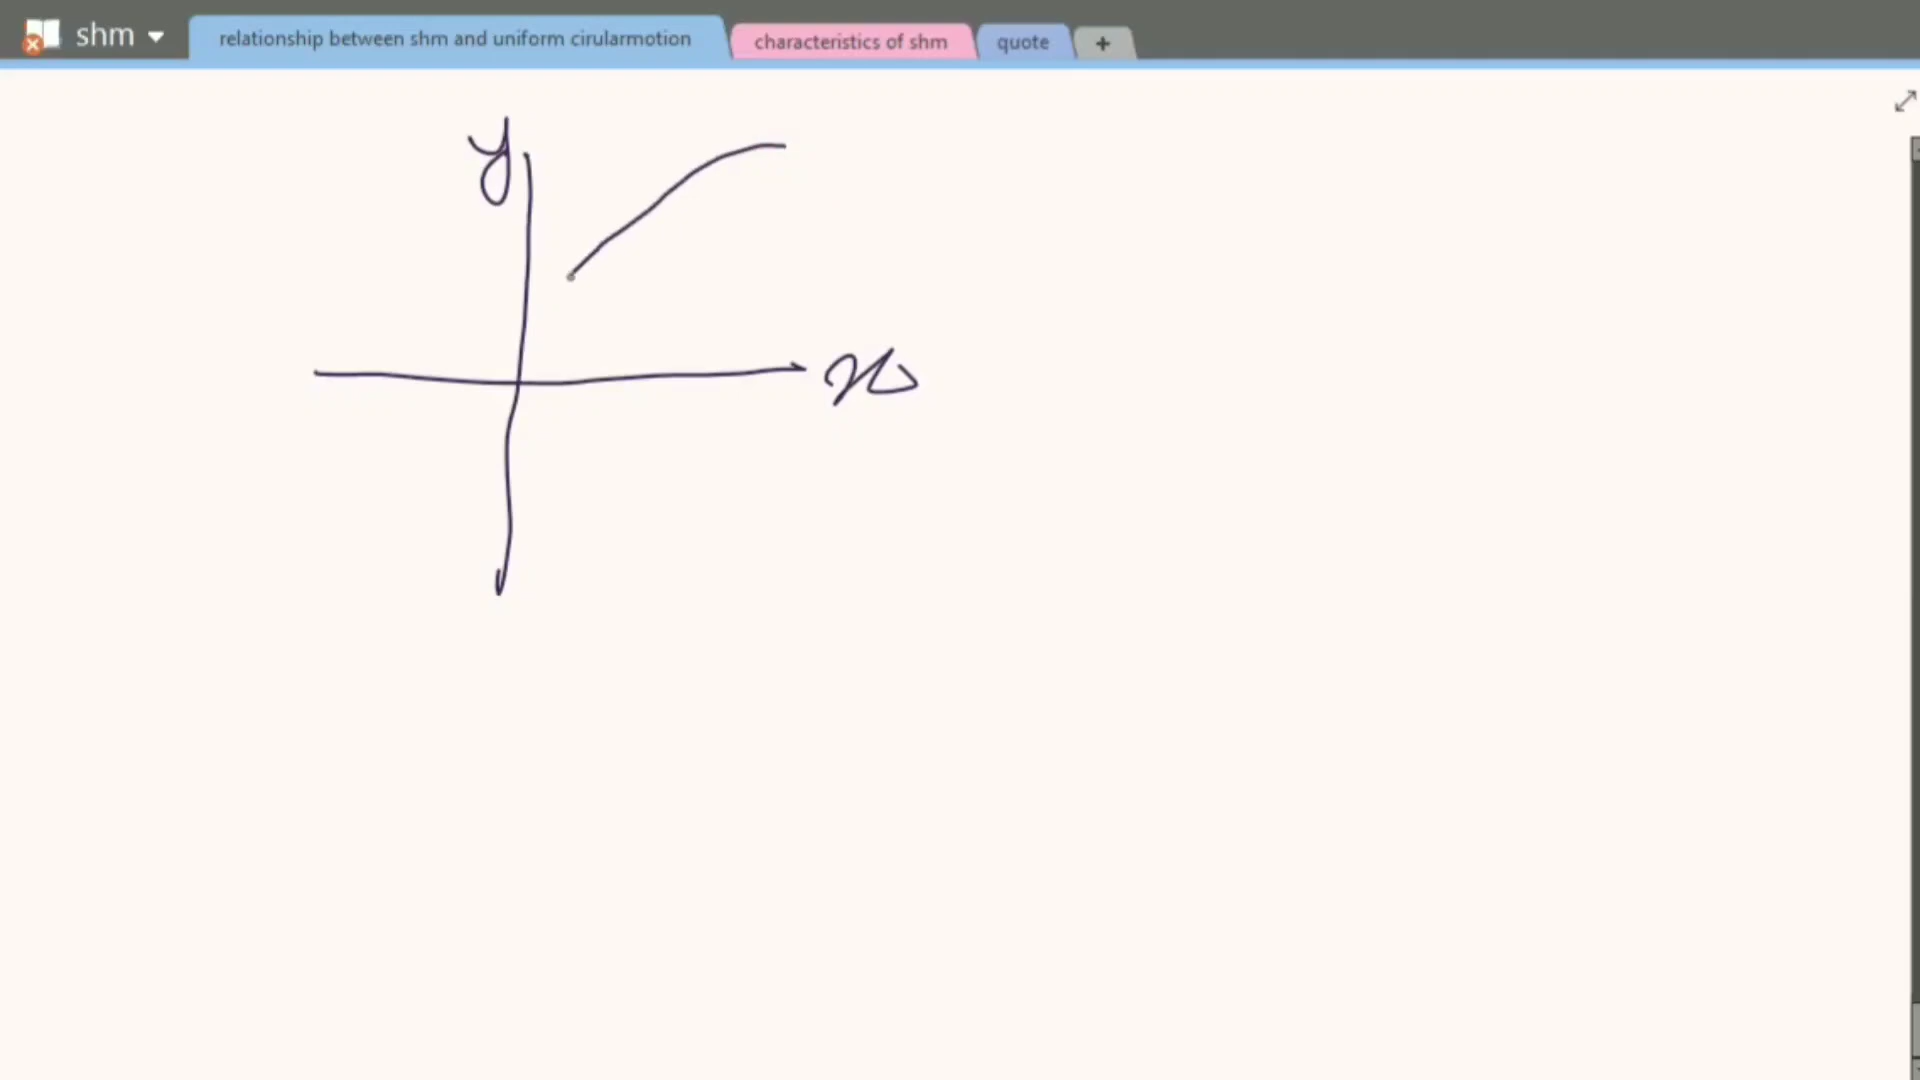 shm
relationship between shm and uniform cirularmotion
characteristics of shm
quote
+
y
x